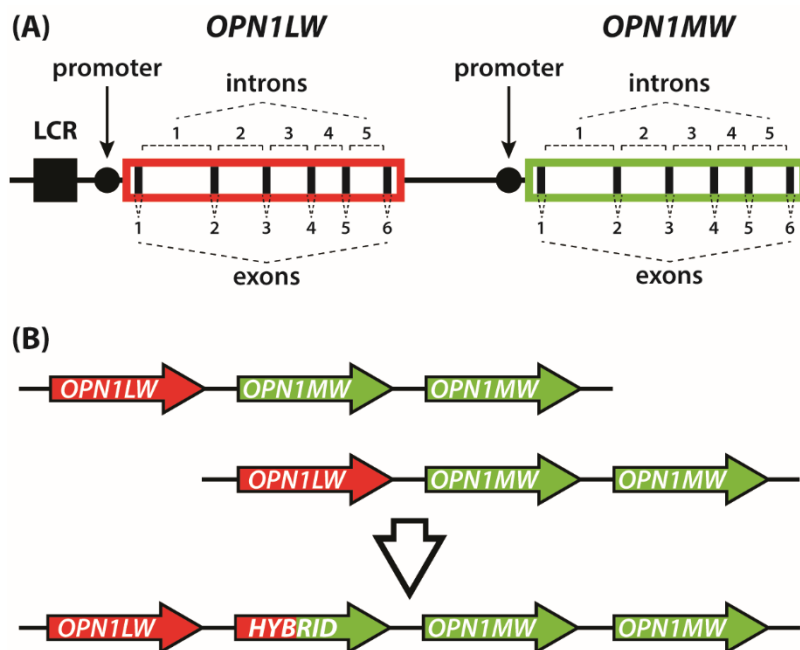 (A) OPN1LW OPN1MW
promoter promoter
introns introns
LCR 1 2 3 4 5 1 2 3 4 5
1 2 3 4 5 6 1 2 3 4 5 6
exons exons
(B)
OPN1LW OPN1MW OPN1MW
OPN1LW OPN1MW OPN1MW
OPN1LW HYBRID OPN1MW OPN1MW